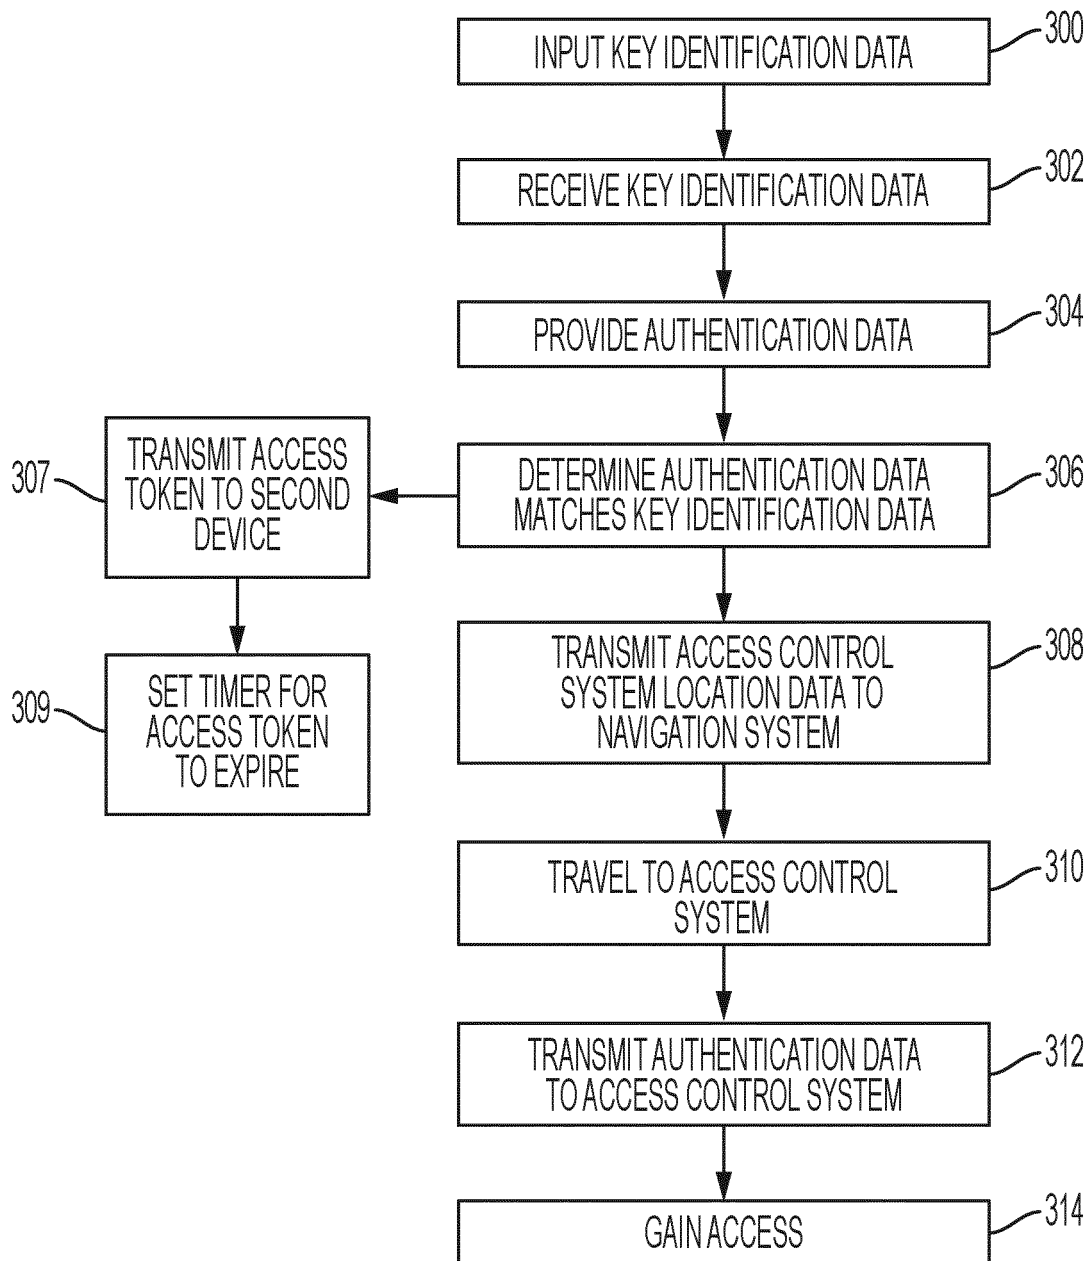 INPUT KEY IDENTIFICATION DATA
300
RECEIVE KEY IDENTIFICATION DATA
302
PROVIDE AUTHENTICATION DATA
304
DETERMINE AUTHENTICATION DATA
MATCHES KEY IDENTIFICATION DATA
306
TRANSMIT ACCESS
TOKEN TO SECOND
DEVICE
307
SET TIMER FOR
ACCESS TOKEN
TO EXPIRE
309
TRANSMIT ACCESS CONTROL
SYSTEM LOCATION DATA TO
NAVIGATION SYSTEM
308
TRAVEL TO ACCESS CONTROL
SYSTEM
310
TRANSMIT AUTHENTICATION DATA
TO ACCESS CONTROL SYSTEM
312
GAIN ACCESS
314